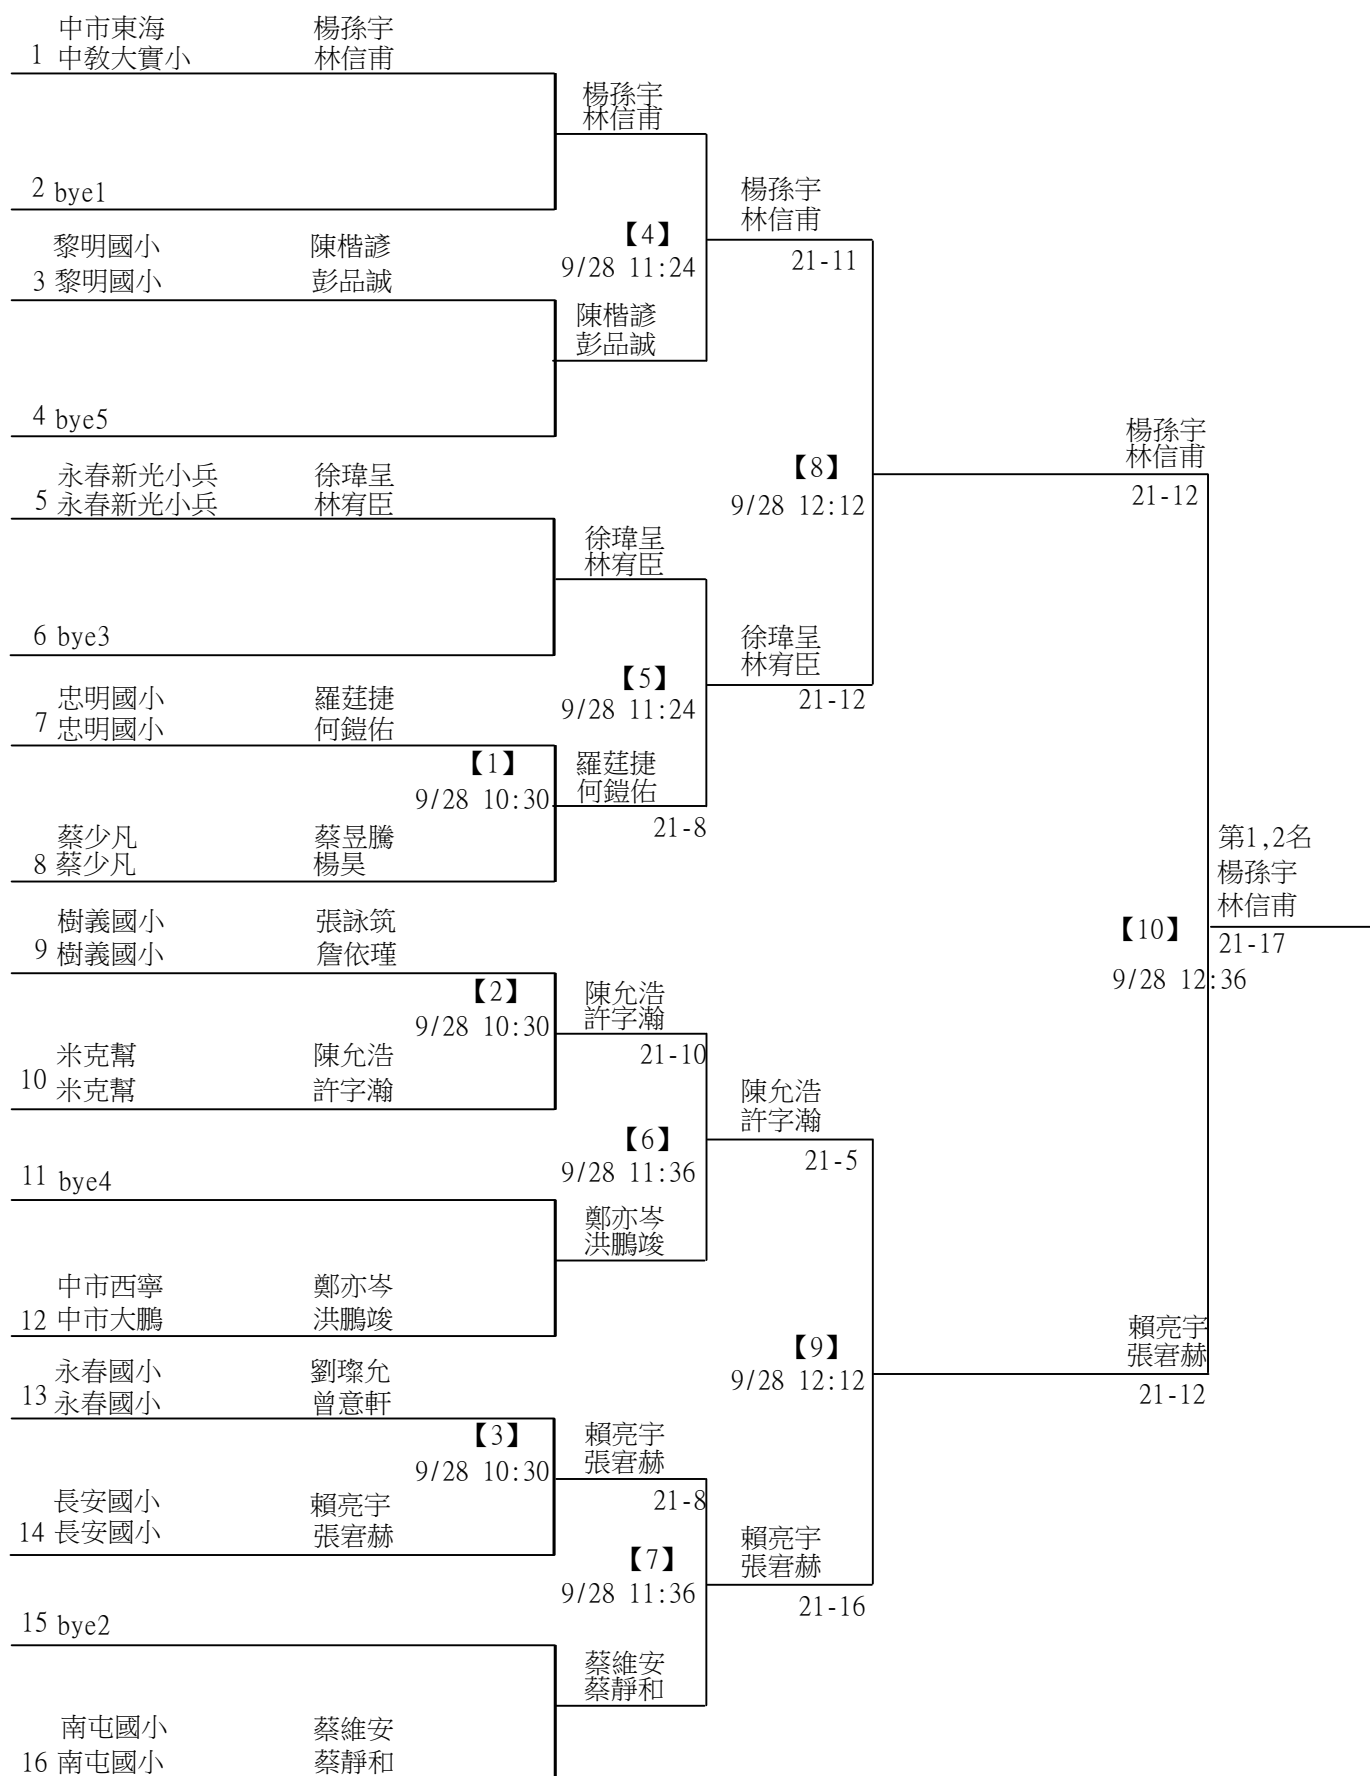 中市東海 楊孫宇
1 中教大實小 林信甫
楊孫宇
林信甫
2 bye1
楊孫宇
林信甫
【4】
9/28 11:24
21-11
黎明國小 陳楷諺
3 黎明國小 彭品誠
陳楷諺
彭品誠
4 bye5
楊孫宇
林信甫
21-12
【8】
9/28 12:12
永春新光小兵 徐瑋呈
5 永春新光小兵 林宥臣
徐瑋呈
林宥臣
6 bye3
徐瑋呈
林宥臣
21-12
【5】
9/28 11:24
忠明國小 羅莛捷
7 忠明國小 何鎧佑
【1】
9/28 10:30
羅莛捷
何鎧佑
21-8
蔡少凡 蔡昱騰
8 蔡少凡 楊昊
第1,2名
楊孫宇
林信甫
21-17
【10】
9/28 12:36
樹義國小 張詠筑
9 樹義國小 詹依瑾
【2】
9/28 10:30
陳允浩
許字瀚
21-10
米克幫 陳允浩
10 米克幫 許字瀚
陳允浩
許字瀚
21-5
【6】
9/28 11:36
11 bye4
鄭亦岑
洪鵬竣
中市西寧 鄭亦岑
12 中市大鵬 洪鵬竣
【9】
9/28 12:12
賴亮宇
張宭赫
21-12
永春國小 劉璨允
13 永春國小 曾意軒
【3】
9/28 10:30
賴亮宇
張宭赫
21-8
長安國小 賴亮宇
14 長安國小 張宭赫
賴亮宇
張宭赫
21-16
【7】
9/28 11:36
15 bye2
蔡維安
蔡靜和
南屯國小 蔡維安
16 南屯國小 蔡靜和